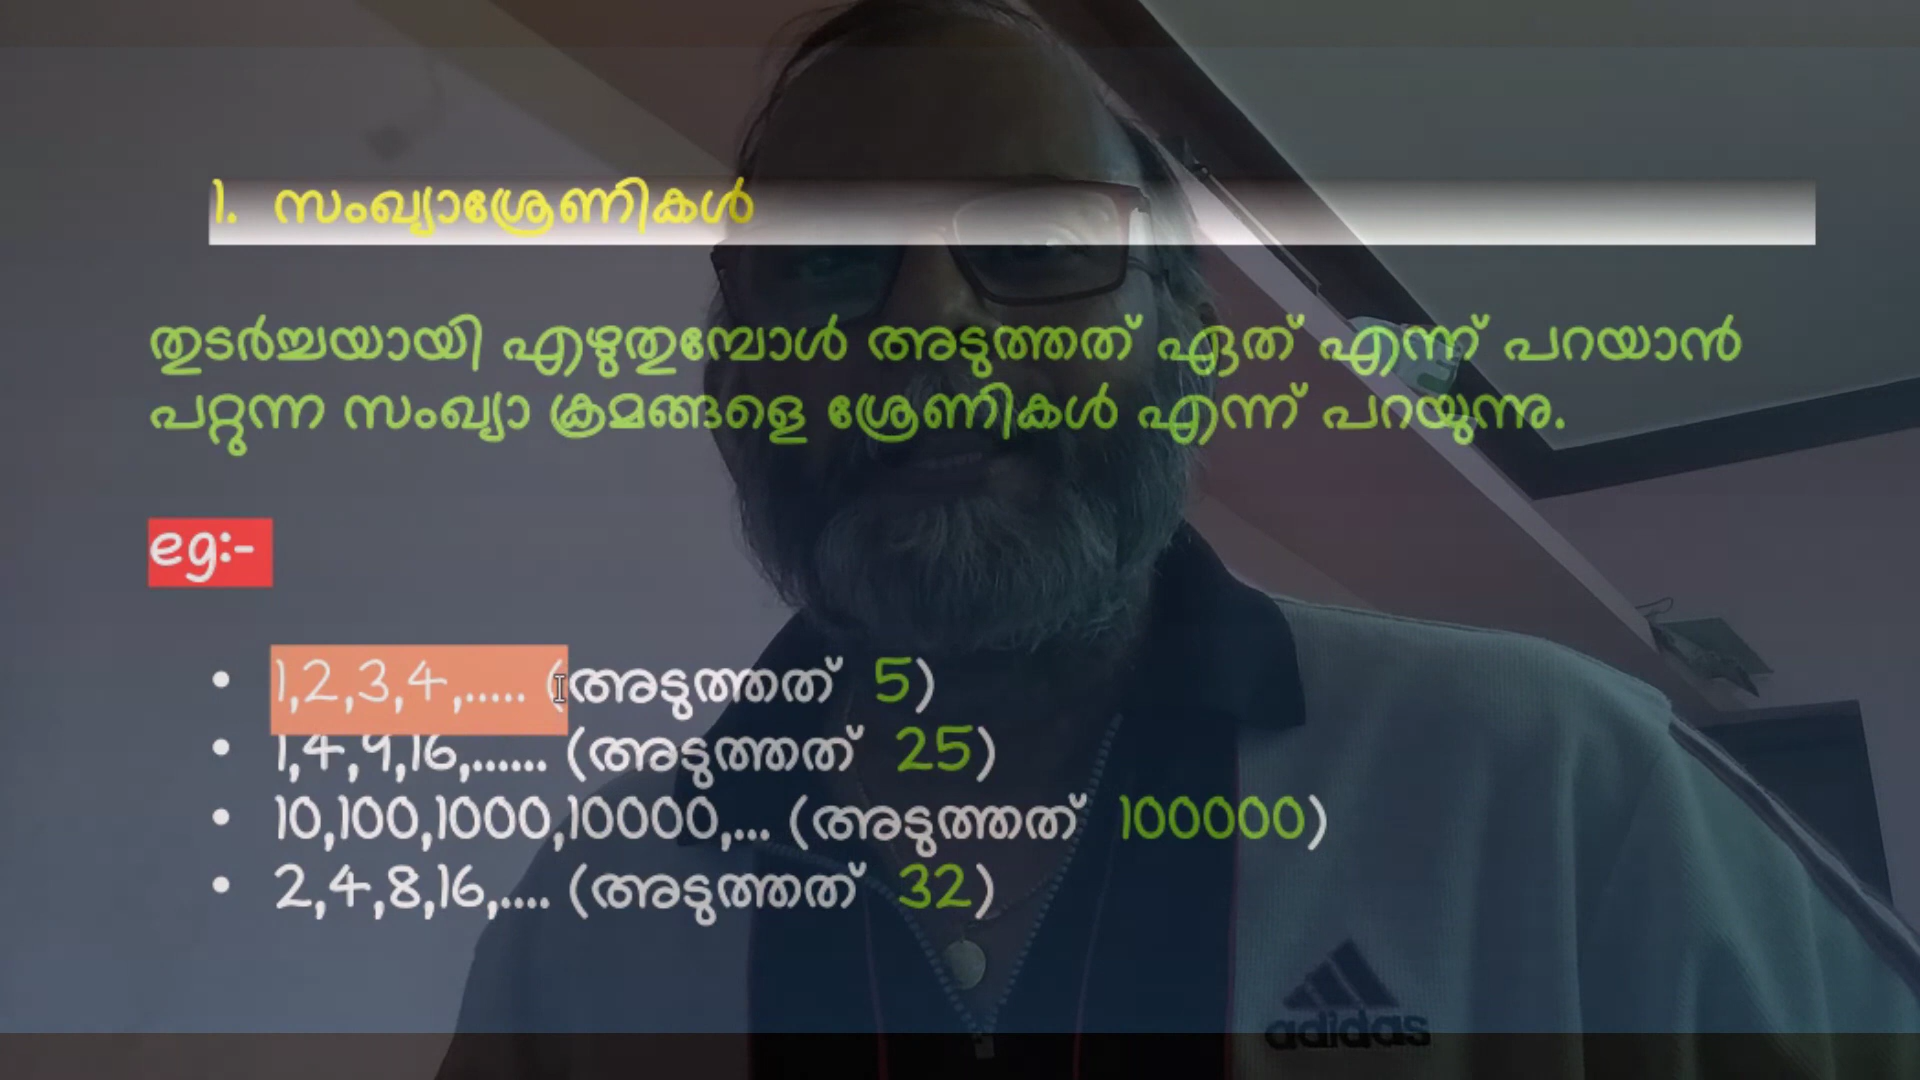 1. സംഖ്യാശ്രേണികൾ
തുടർച്ചയായി എഴുതുമ്പോൾ അടുത്തത് ഏത് എന്ന് പറയാൻ
പറ്റുന്ന സംഖ്യാ ക്രമങ്ങളെ ശ്രേണികൾ എന്ന് പറയുന്നു.
eg:-
• 1,2,3,4,..... (അടുത്തത് 5)
• 1,4,9,16,...... (അടുത്തത് 25)
• 10,100,1000,10000,... (അടുത്തത് 100000)
• 2,4,8,16,.... (അടുത്തത് 32)
adidas